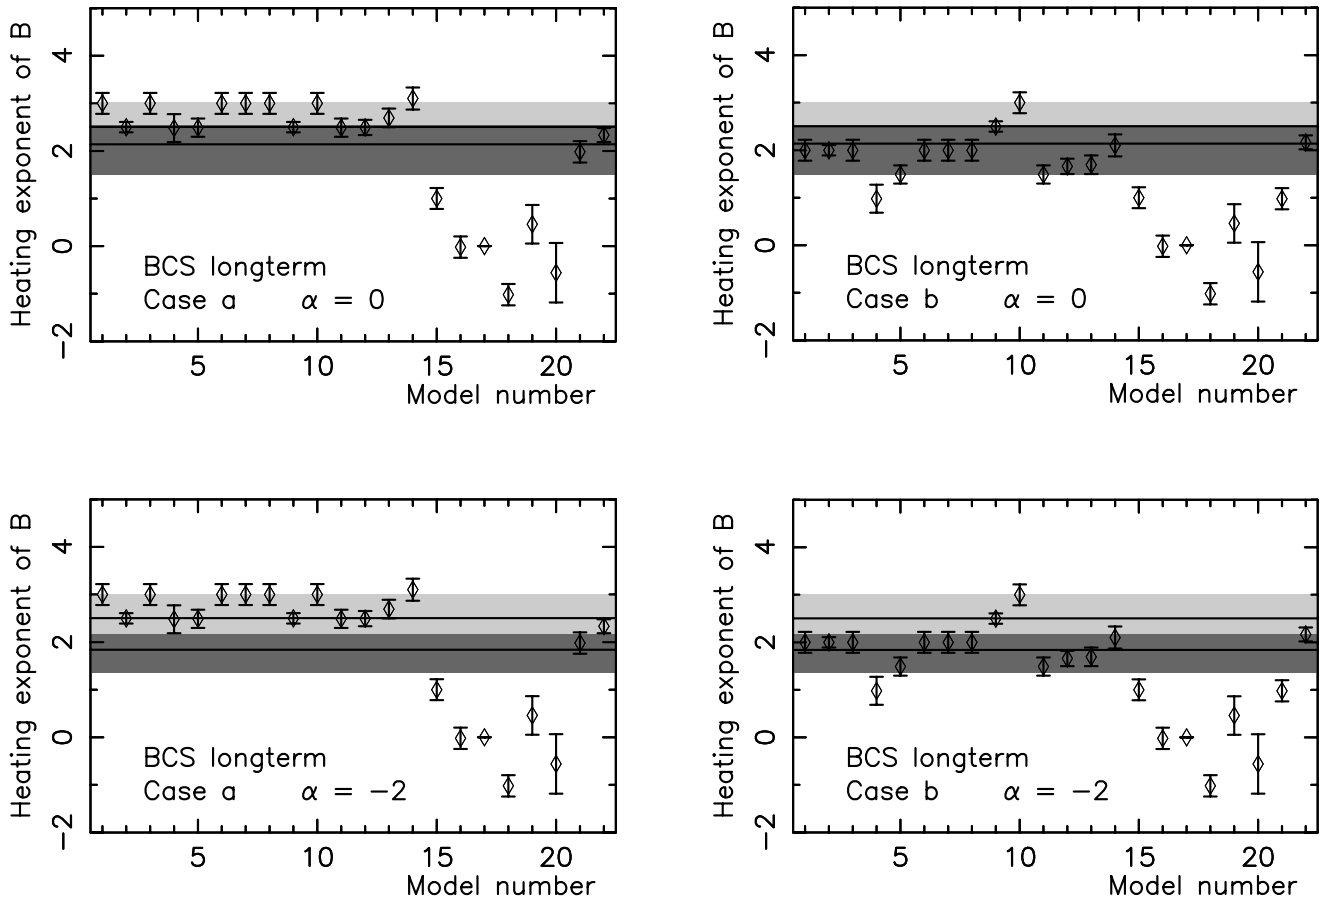 Heating exponent of B
4
2
0
−2
BCS longterm
Case a α = 0
5 10 15 20
Model number
Heating exponent of B
4
2
0
−2
BCS longterm
Case b α = 0
5 10 15 20
Model number
Heating exponent of B
4
2
0
−2
BCS longterm
Case a α = −2
5 10 15 20
Model number
Heating exponent of B
4
2
0
−2
BCS longterm
Case b α = −2
5 10 15 20
Model number